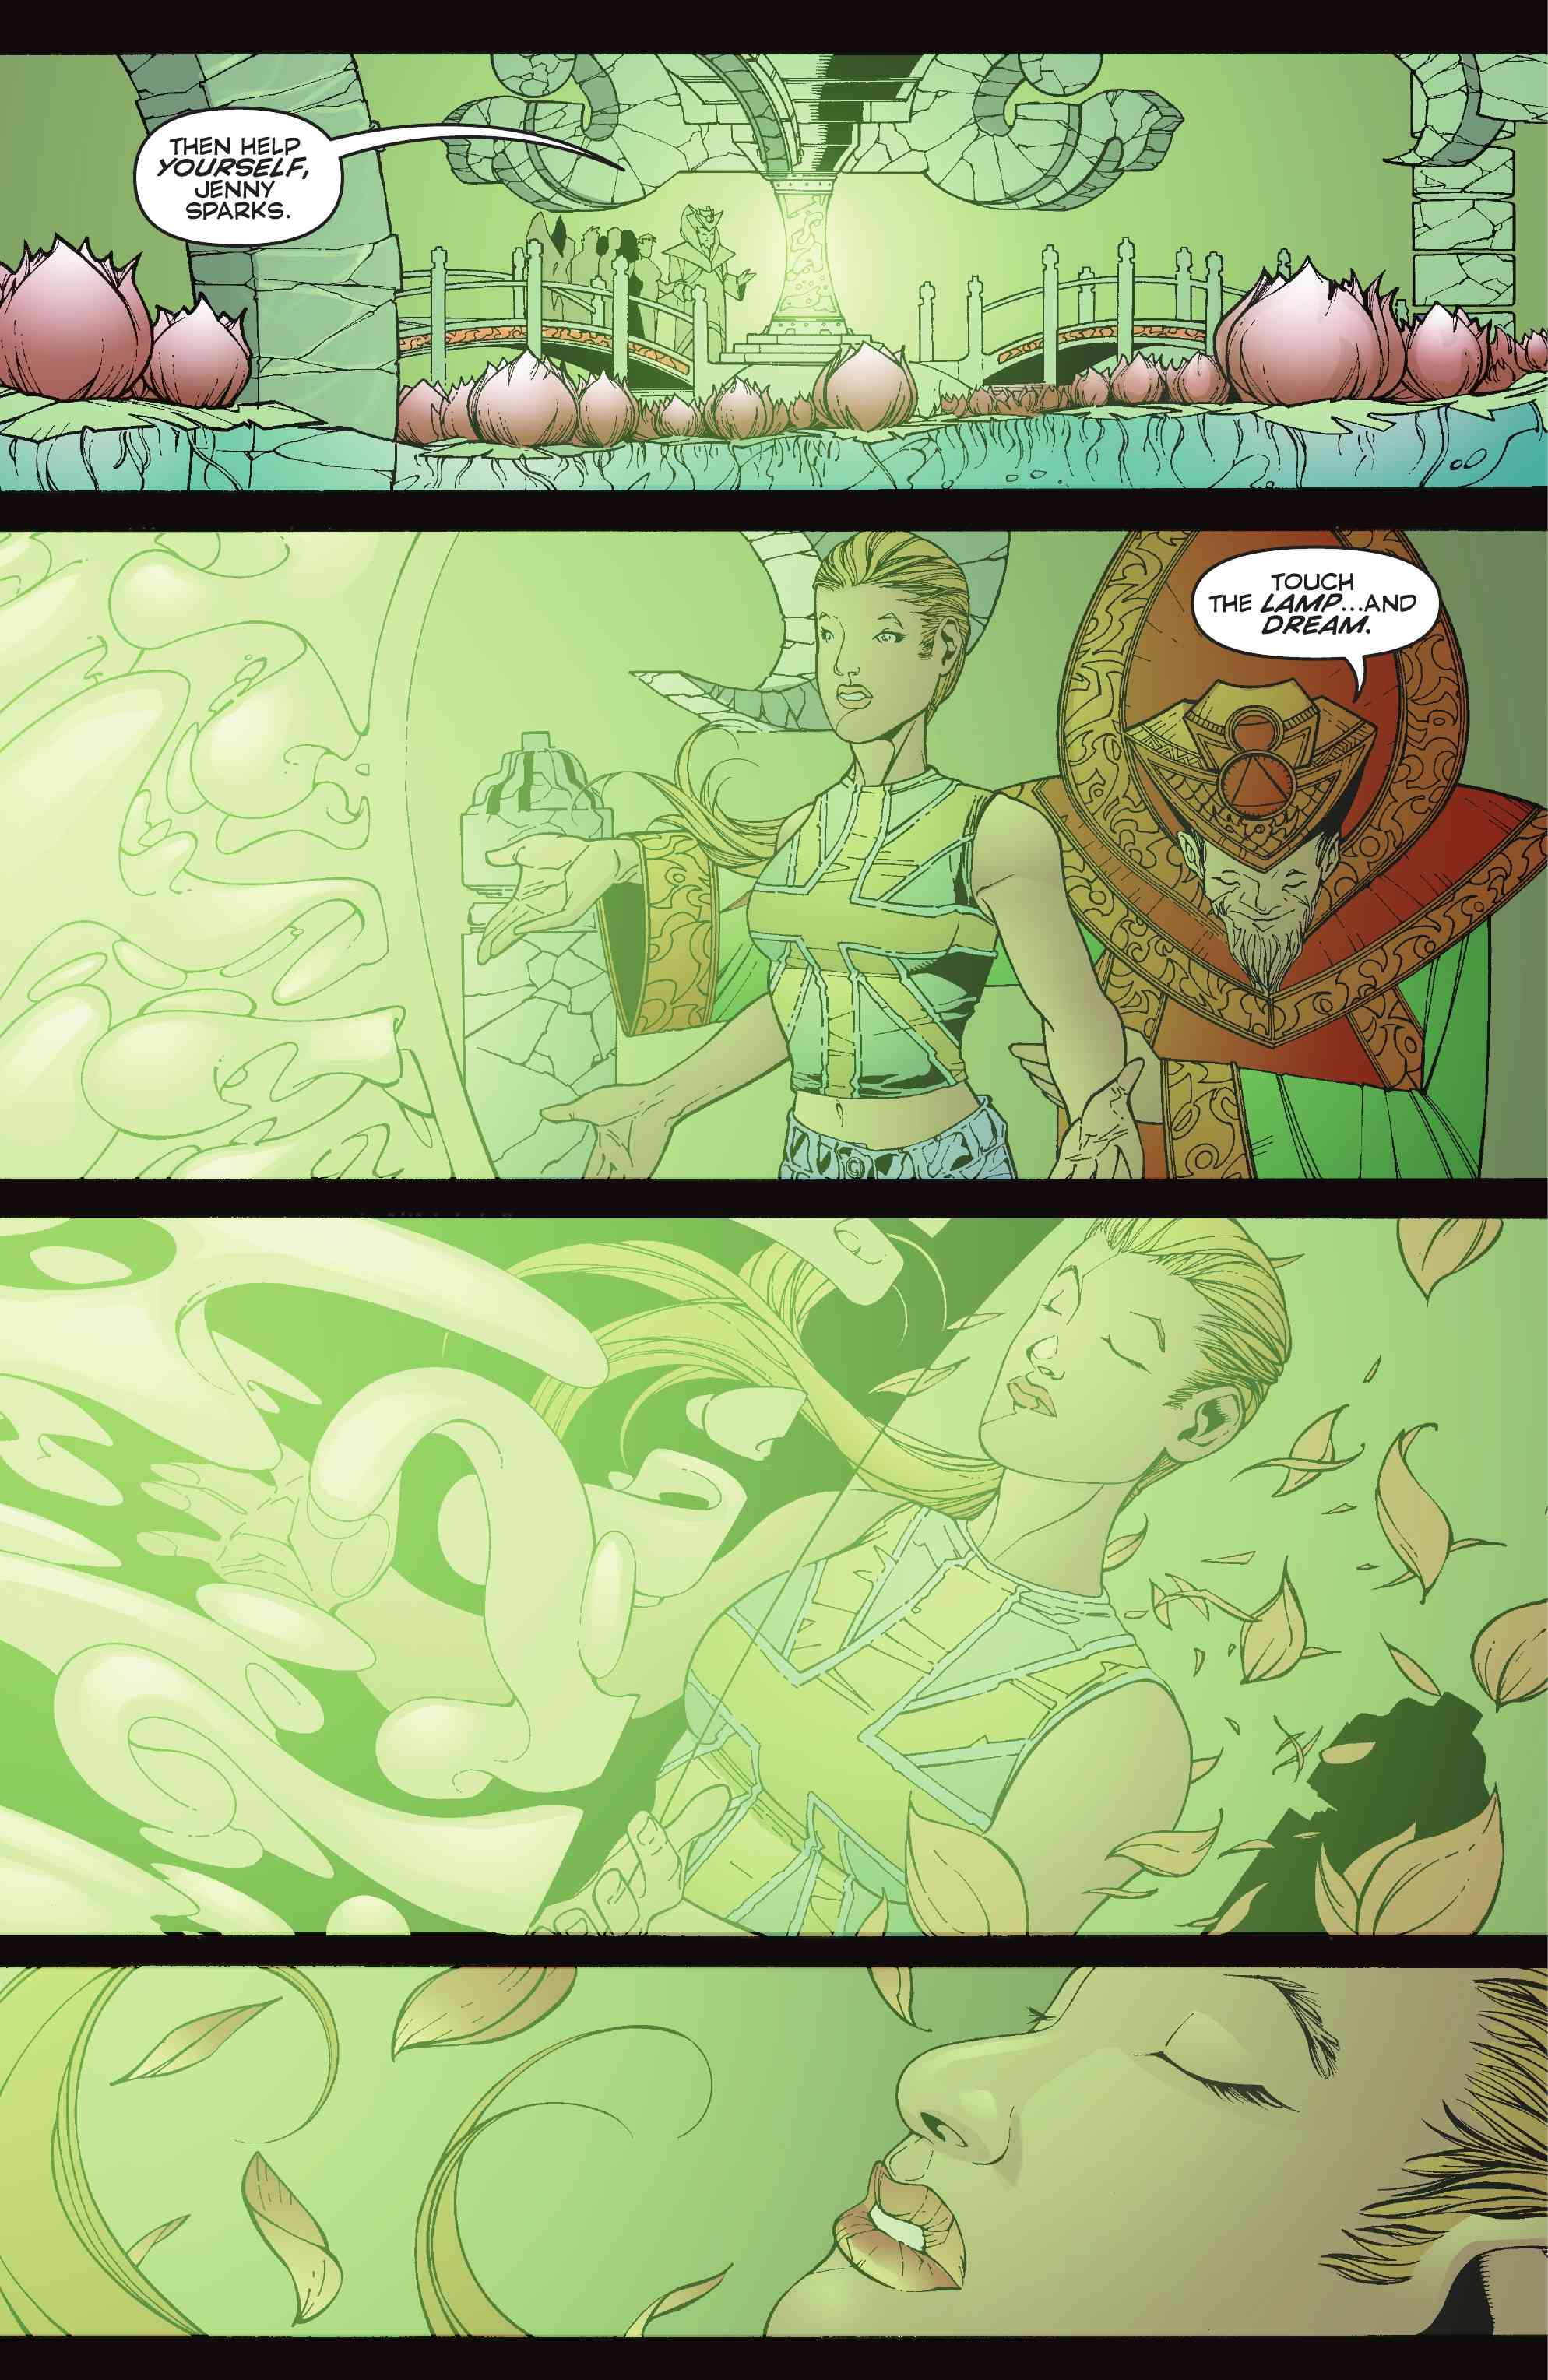 THEN HELP
YOURSELF,
JENNY
SPARKS.
TOUCH
THE LAMP...AND
DREAM.